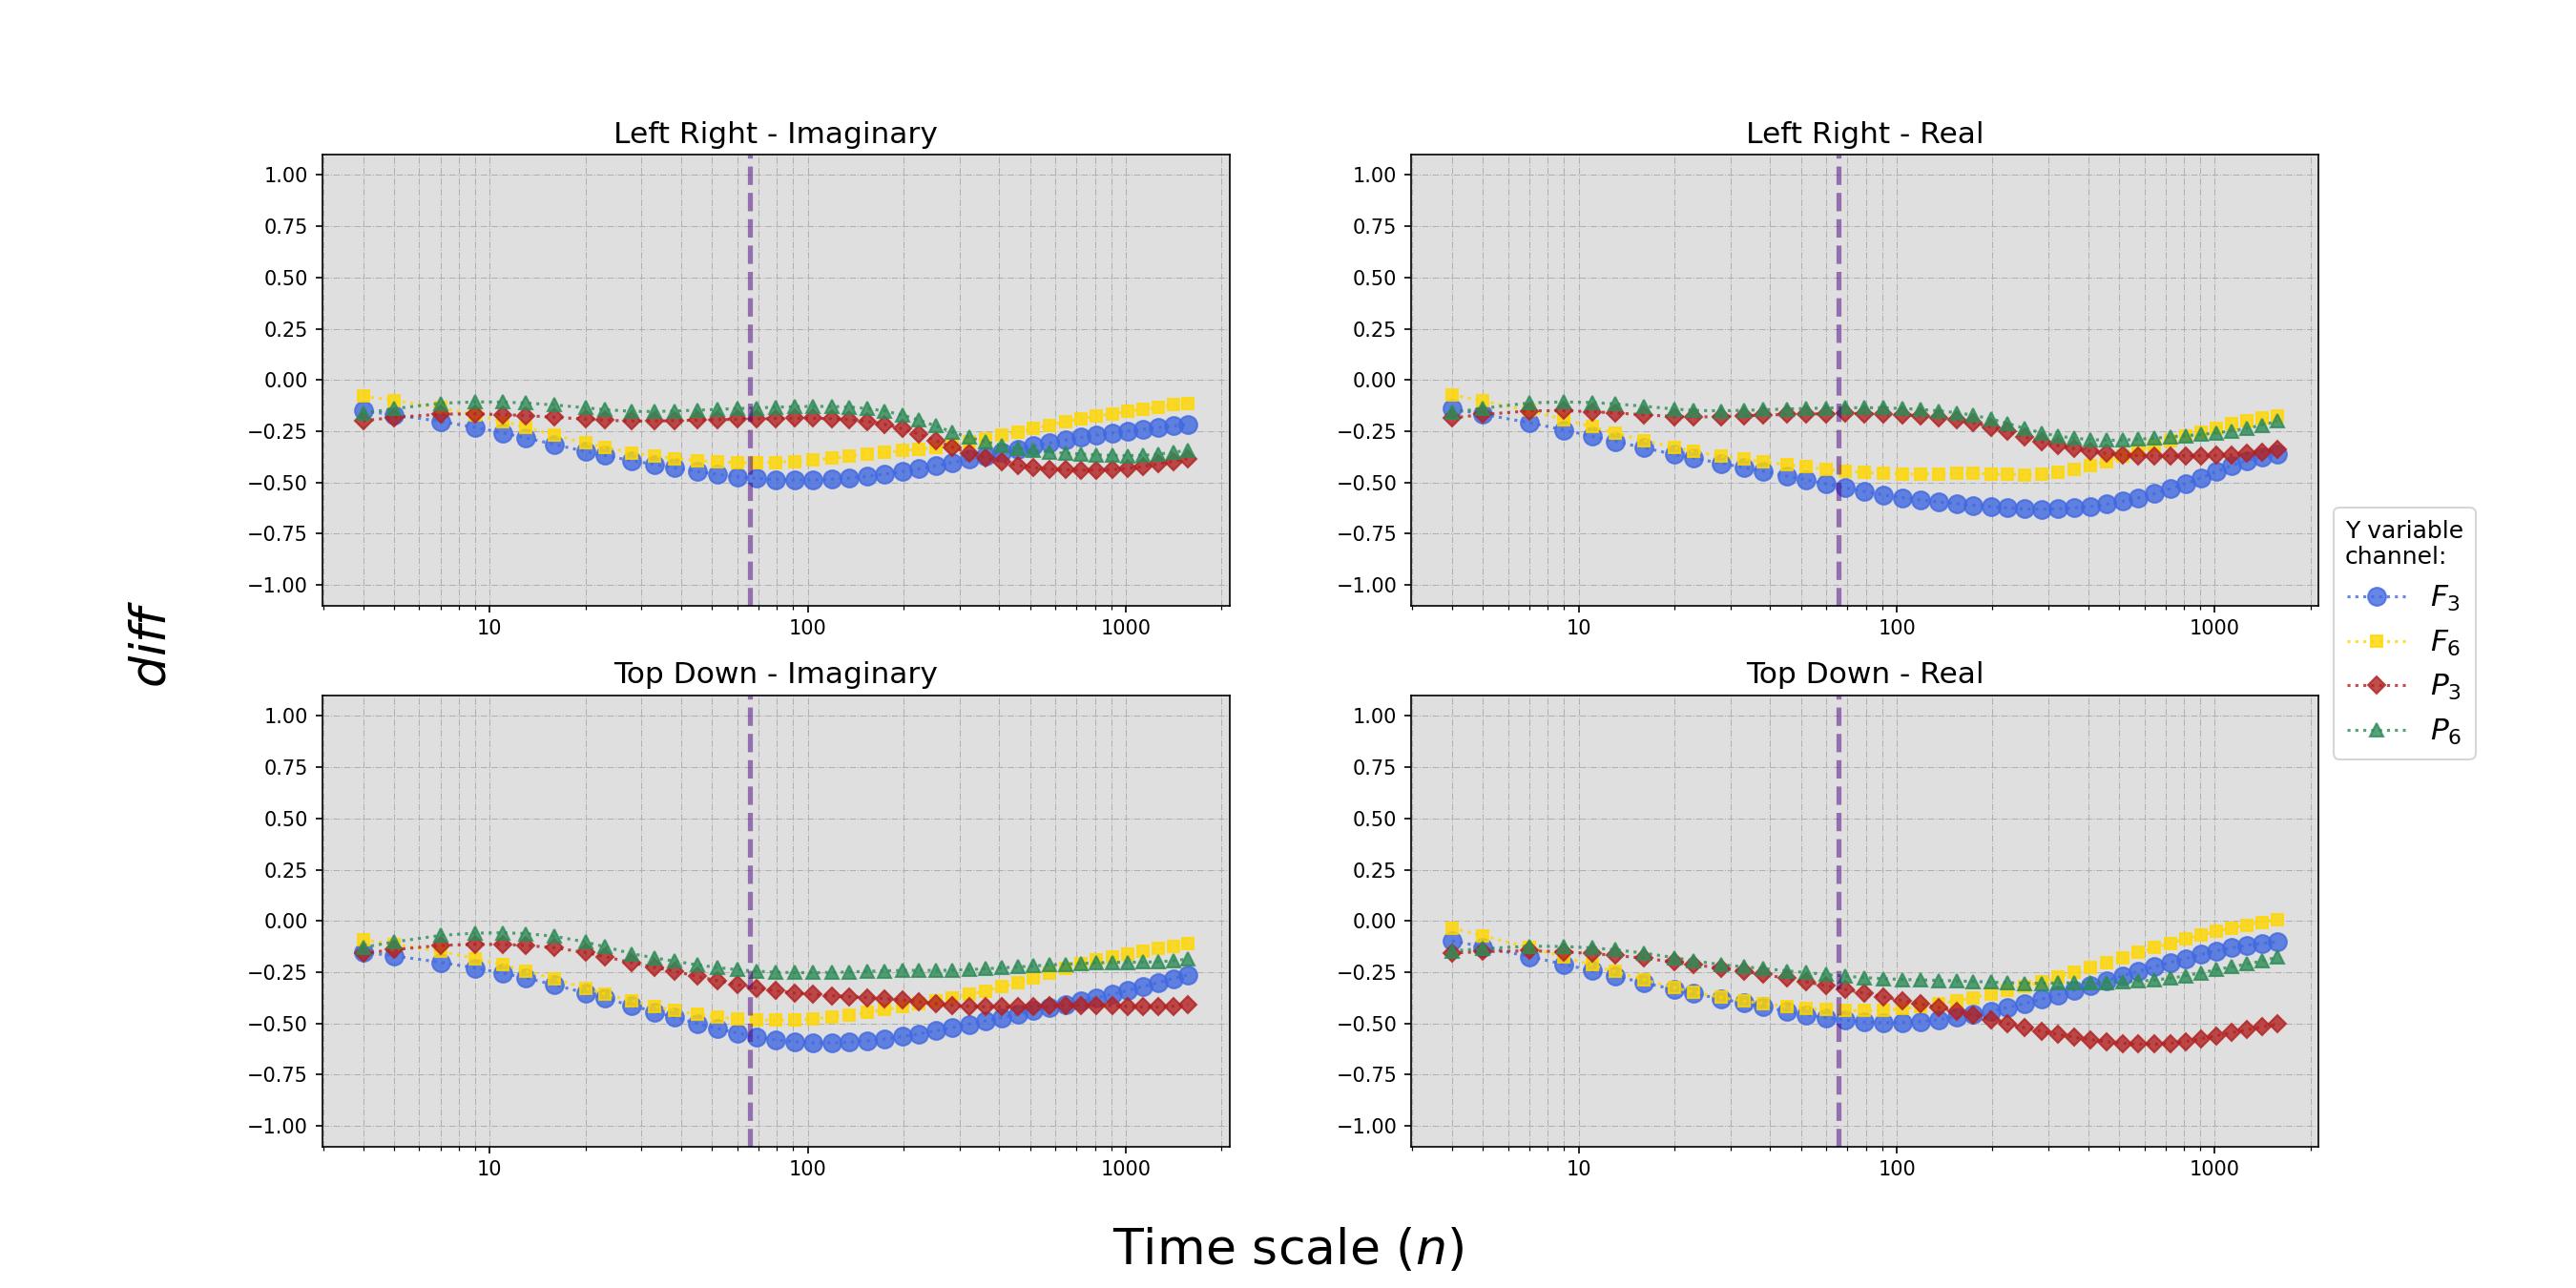 Left Right - Imaginary
1.00
0.75
0.50
0.25
0.00
−0.25
−0.50
−0.75
−1.00
10 100 1000
Left Right - Real
1.00
0.75
0.50
0.25
0.00
−0.25
−0.50
−0.75
−1.00
10 100 1000
diff
Top Down - Imaginary
1.00
0.75
0.50
0.25
0.00
−0.25
−0.50
−0.75
−1.00
10 100 1000
Top Down - Real
1.00
0.75
0.50
0.25
0.00
−0.25
−0.50
−0.75
−1.00
10 100 1000
Y variable
channel:
F3
F6
P3
P6
Time scale (n)